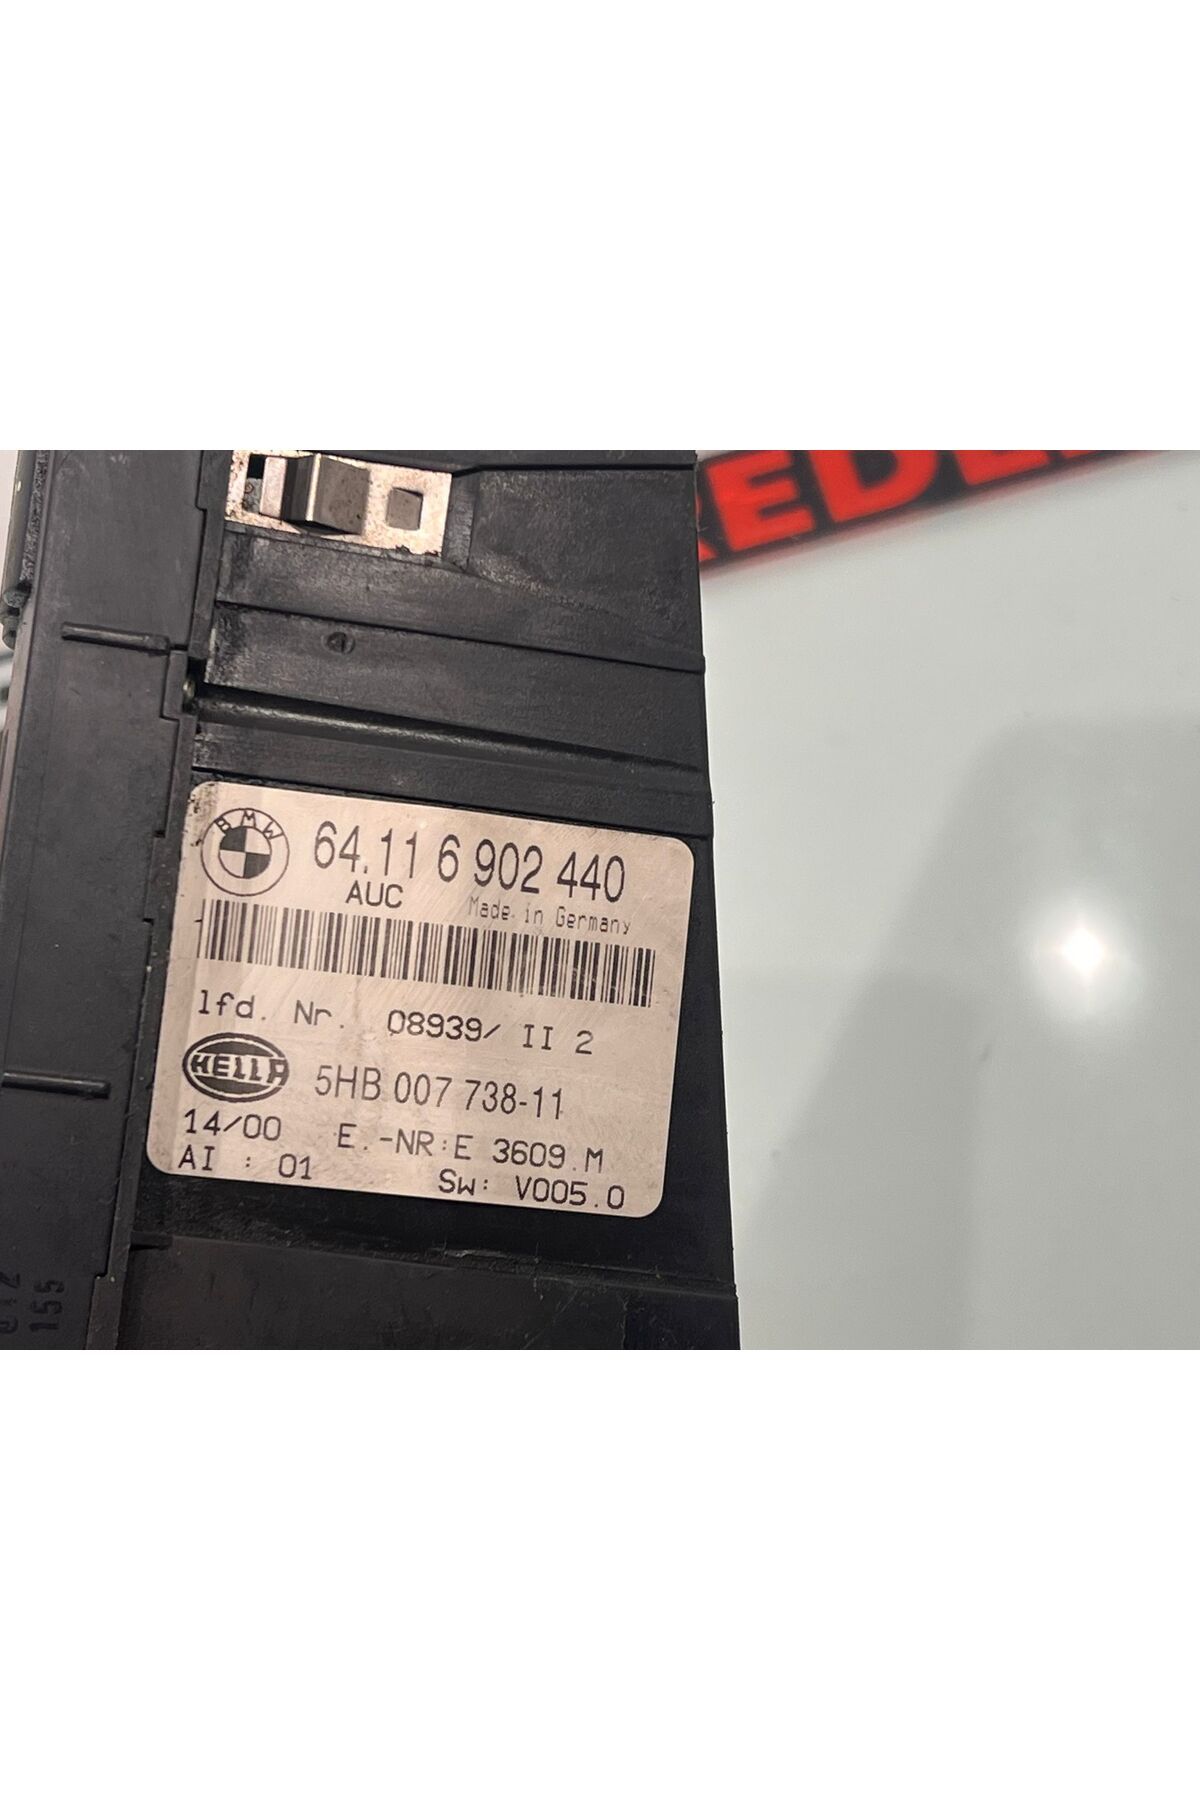 BMW
64.11 6 902 440
AUC
Made in Germany
lfd. Nr. 08939/ II 2
HELLA
5HB 007 738-11
14/00 E.-NR:E 3609.M
AI : 01 SW: V005.0
155